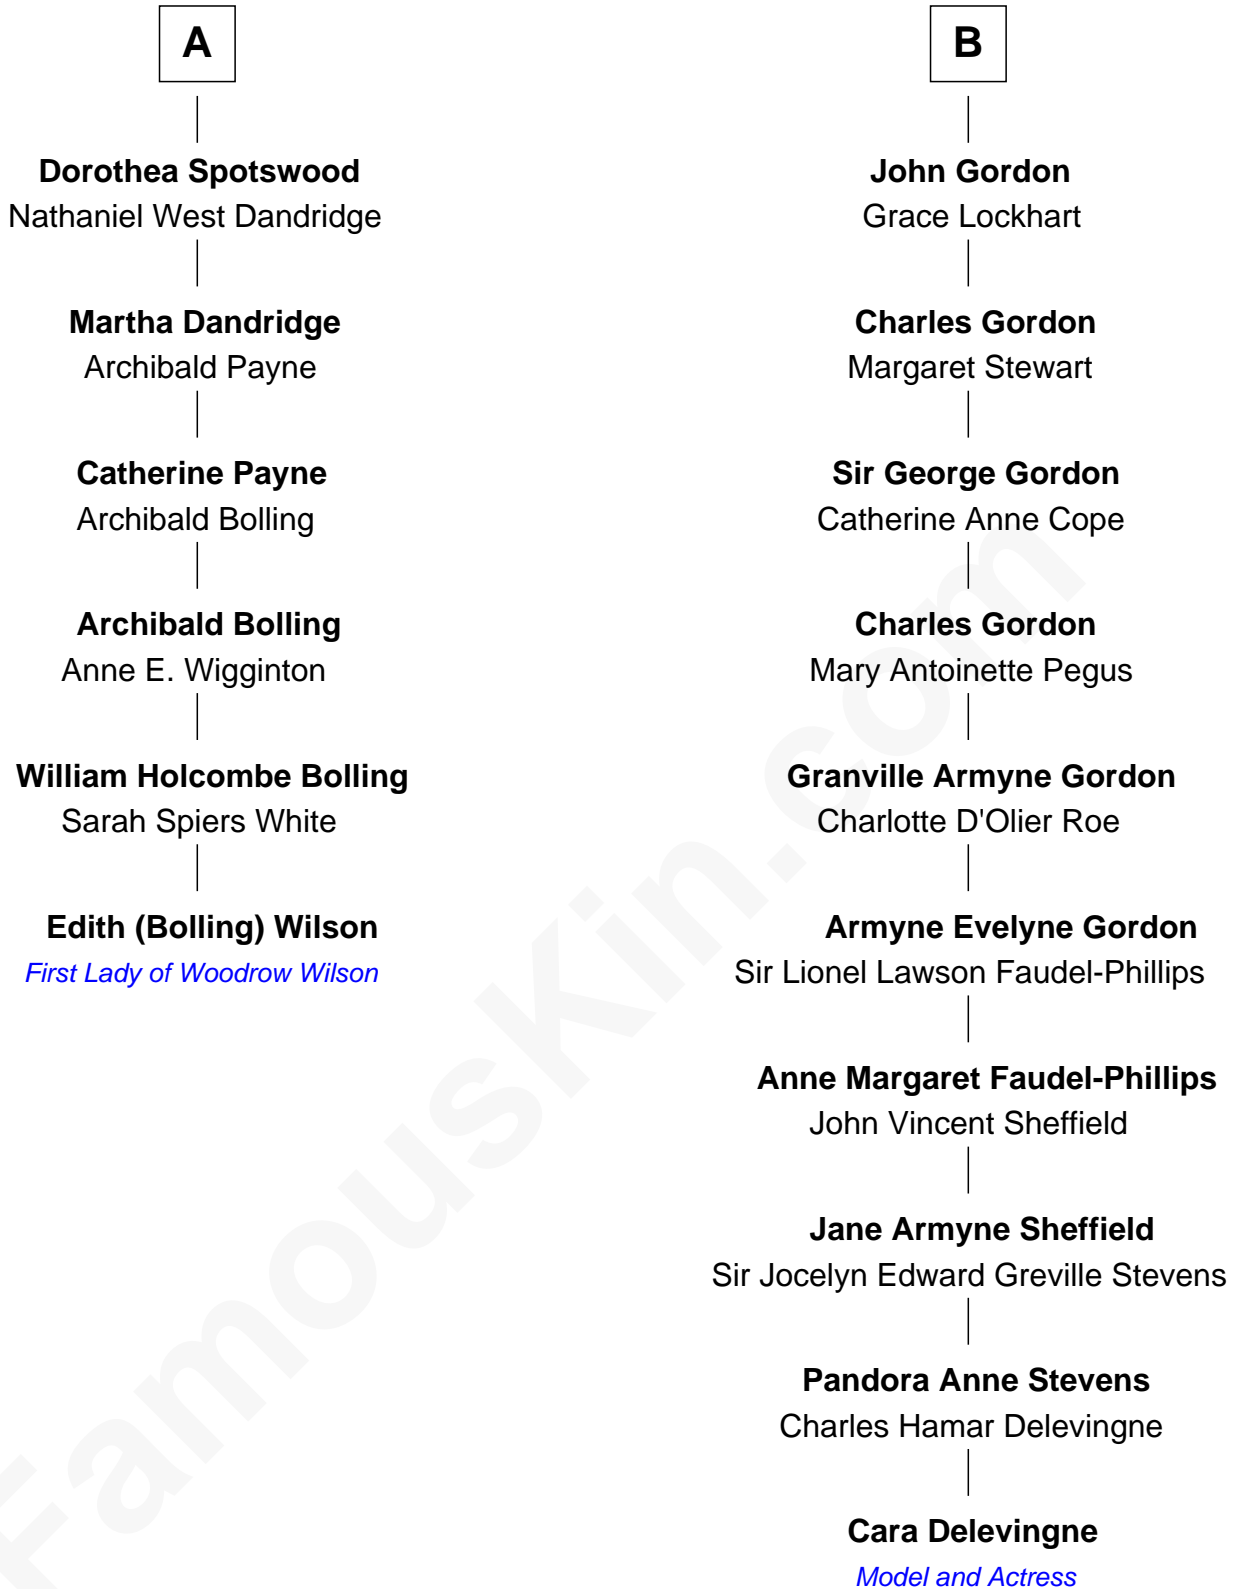 A
Dorothea Spotswood
Nathaniel West Dandridge
Martha Dandridge
Archibald Payne
Catherine Payne
Archibald Bolling
Archibald Bolling
Anne E. Wigginton
William Holcombe Bolling
Sarah Spiers White
Edith (Bolling) Wilson
First Lady of Woodrow Wilson
B
John Gordon
Grace Lockhart
Charles Gordon
Margaret Stewart
Sir George Gordon
Catherine Anne Cope
Charles Gordon
Mary Antoinette Pegus
Granville Armyne Gordon
Charlotte D'Olier Roe
Armyne Evelyne Gordon
Sir Lionel Lawson Faudel-Phillips
Anne Margaret Faudel-Phillips
John Vincent Sheffield
Jane Armyne Sheffield
Sir Jocelyn Edward Greville Stevens
Pandora Anne Stevens
Charles Hamar Delevingne
Cara Delevingne
Model and Actress
FamousKin.com